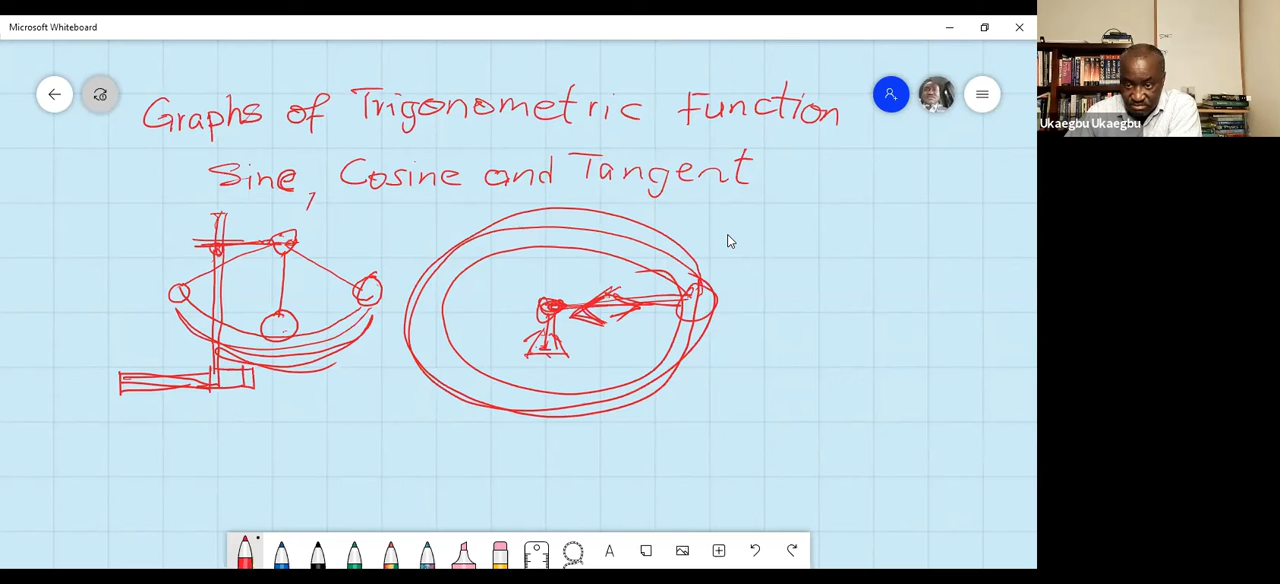 Microsoft Whiteboard
Graphs of Trigonometric Function
Sine, Cosine and Tangent
Ukaegbu Ukaegbu
A